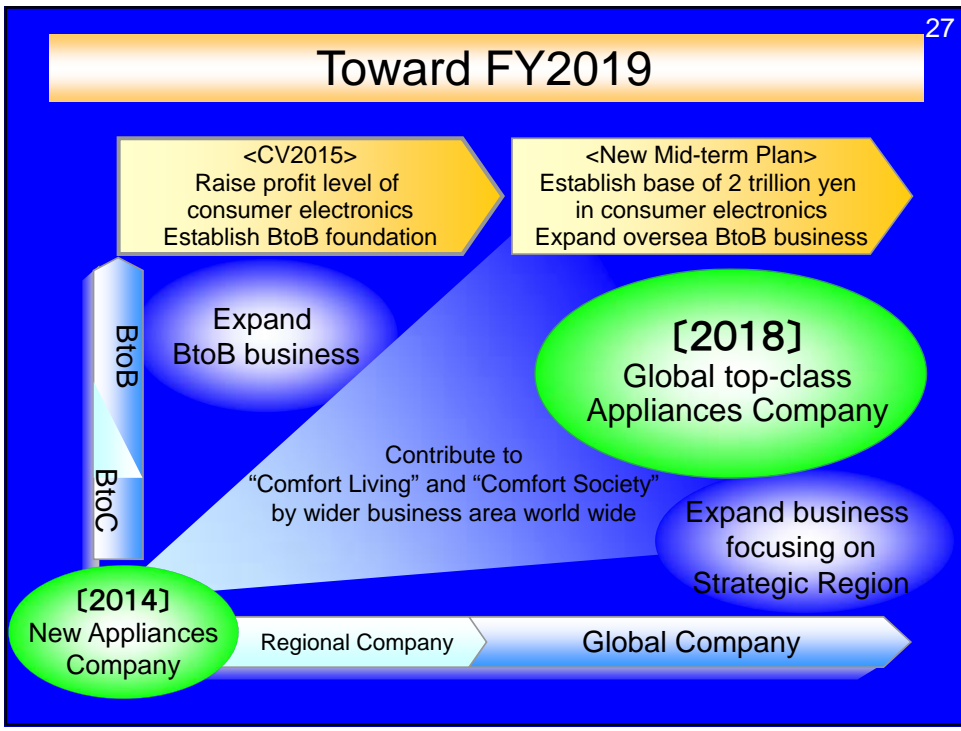 27
Toward FY2019
<CV2015>
Raise profit level of
consumer electronics
Establish BtoB foundation
<New Mid-term Plan>
Establish base of 2 trillion yen
in consumer electronics
Expand oversea BtoB business
BtoB
BtoC
Expand
BtoB business
〔2018〕
Global top-class
Appliances Company
Contribute to
“Comfort Living” and “Comfort Society”
by wider business area world wide
Expand business
focusing on
Strategic Region
〔2014〕
New Appliances
Company
Regional Company
Global Company